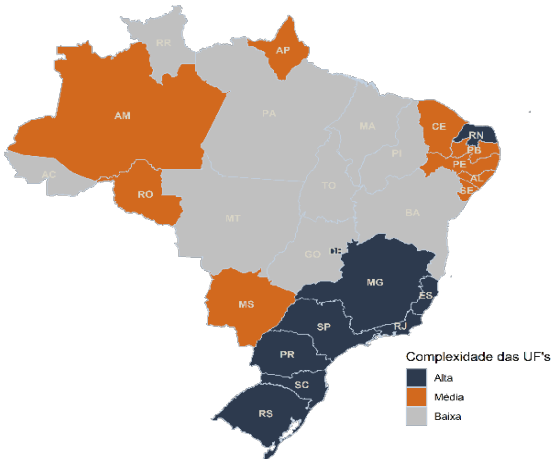 RR
AP
AM
PA
MA
CE
RN
PB
PE
AL
SE
PI
AC
RO
TO
BA
MT
GO
DF
MG
ES
MS
SP
RJ
PR
SC
RS
Complexidade das UF's
Alta
Média
Baixa